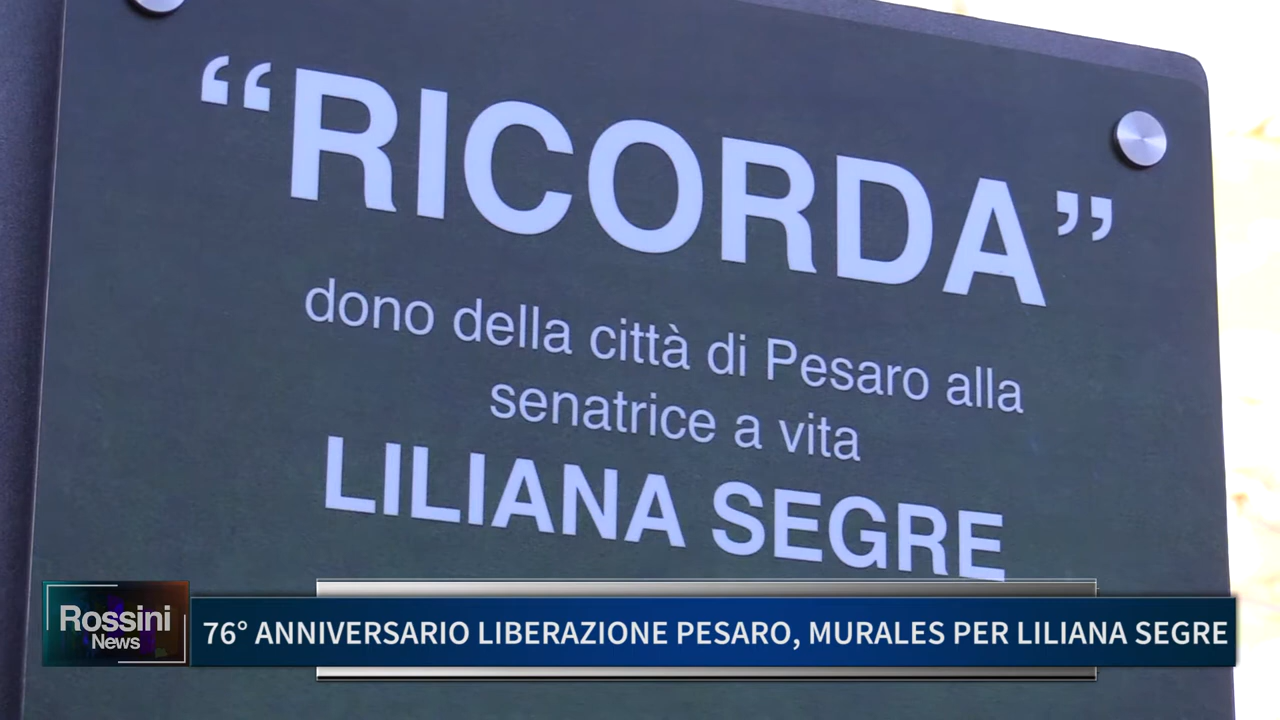 “RICORDA”
dono della città di Pesaro alla
senatrice a vita
LILIANA SEGRE
Rossini
News
76° ANNIVERSARIO LIBERAZIONE PESARO, MURALES PER LILIANA SEGRE